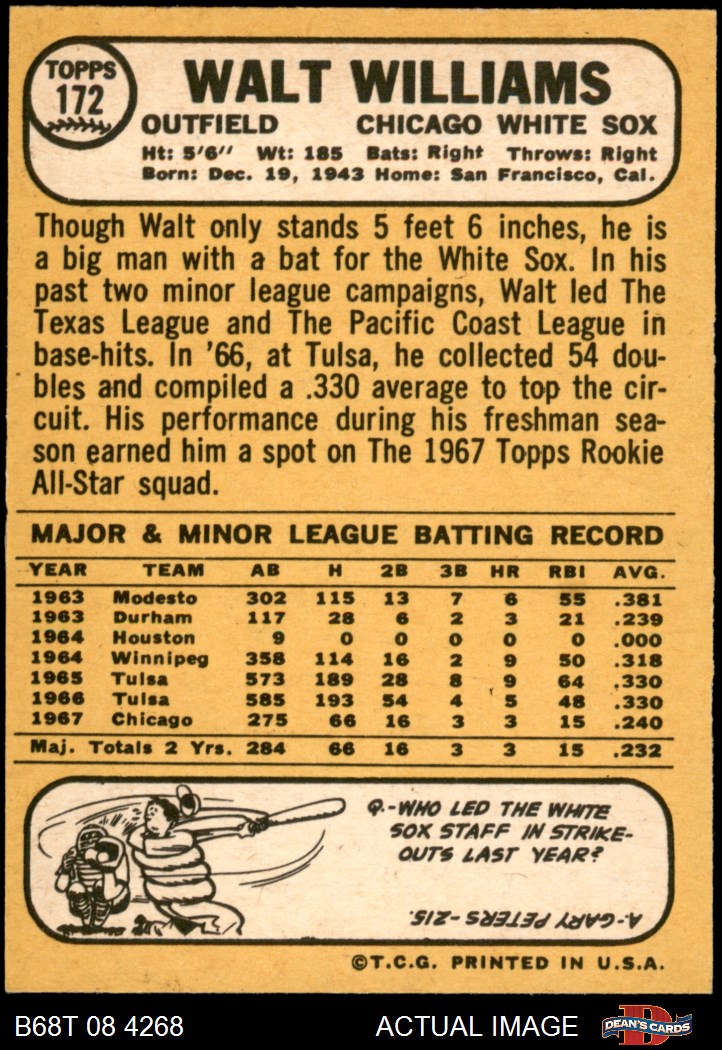 TOPPS
172
WALT WILLIAMS
OUTFIELD CHICAGO WHITE SOX
Ht: 5'6" Wt: 185 Bats: Right Throws: Right
Born: Dec. 19, 1943 Home: San Francisco, Cal.
Though Walt only stands 5 feet 6 inches, he is
a big man with a bat for the White Sox. In his
past two minor league campaigns, Walt led The
Texas League and The Pacific Coast League in
base-hits. In '66, at Tulsa, he collected 54 dou-
bles and compiled a .330 average to top the cir-
cuit. His performance during his freshman sea-
son earned him a spot on The 1967 Topps Rookie
All-Star squad.
MAJOR & MINOR LEAGUE BATTING RECORD
YEAR TEAM AB H 2B 3B HR RBI AVG.
1963 Modesto 302 115 13 7 6 55 .381
1963 Durham 117 28 6 2 3 21 .239
1964 Houston 9 0 0 0 0 0 .000
1964 Winnipeg 358 114 16 2 9 50 .318
1965 Tulsa 573 189 28 8 9 64 .330
1966 Tulsa 585 193 54 4 5 48 .330
1967 Chicago 275 66 16 3 3 15 .240
Maj. Totals 2 Yrs. 284 66 16 3 3 15 .232
Q.-WHO LED THE WHITE
SOX STAFF IN STRIKE-
OUTS LAST YEAR?
A-GARY PETERS-215.
©T.C.G. PRINTED IN U.S.A.
B68T 08 4268 ACTUAL IMAGE
DEAN'S CARDS